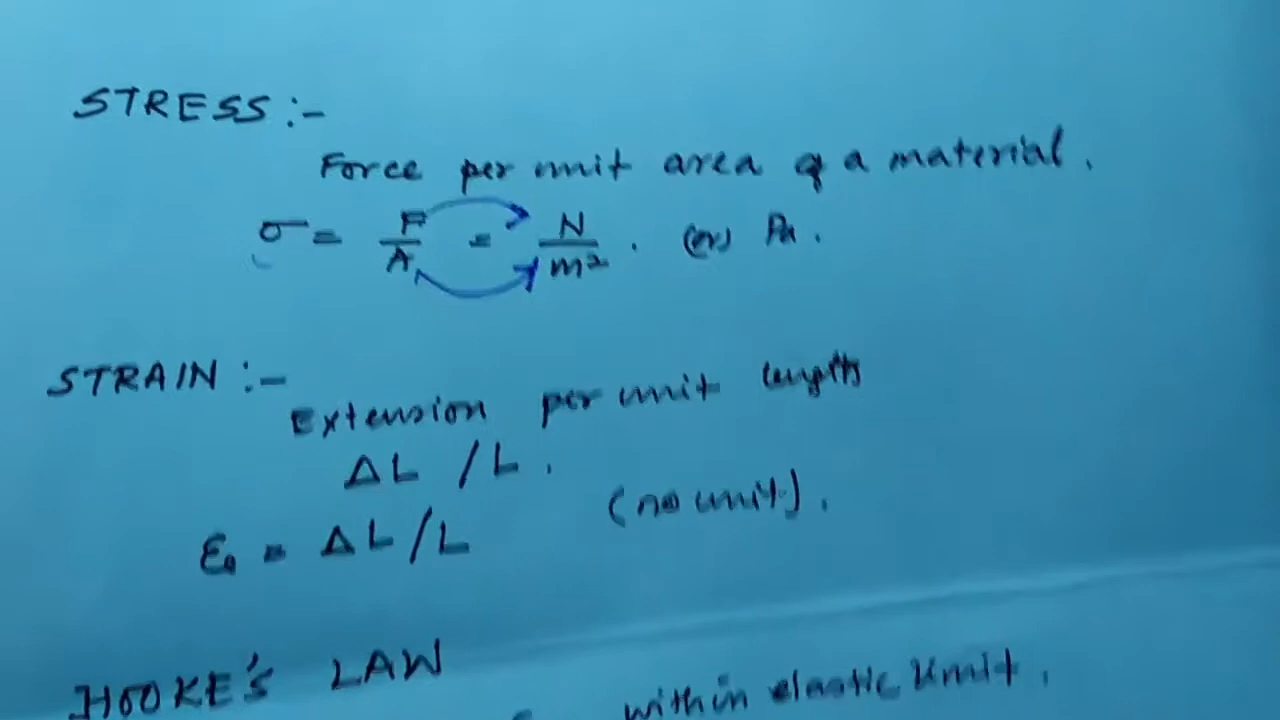 STRESS :-
Force per unit area of a material.
σ = F/A = N/m². (or) Pa.
STRAIN :-
Extension per unit length
ΔL /L.
(no unit).
= ΔL/L
HOOKE'S LAW
within elastic limit.